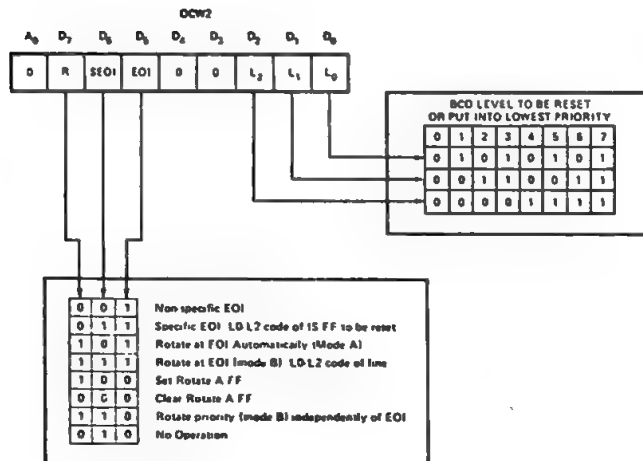 OCW2
A0 D7 D6 D5 D4 D3 D2 D1 D0
0 R SEOI EOI 0 0 L2 L1 L0
BCD LEVEL TO BE RESET
OR PUT INTO LOWEST PRIORITY
0 1 2 3 4 5 6 7
0 1 0 1 0 1 0 1
0 0 1 1 0 0 1 1
0 0 0 0 1 1 1 1
0 0 1 Non-specific EOI
0 1 1 Specific EOI L0-L2 code of IS FF to be reset
1 0 1 Rotate at EOI Automatically (Mode A)
1 1 1 Rotate at EOI (mode B) L0-L2 code of line
1 0 0 Set Rotate A FF
0 0 0 Clear Rotate A FF
1 1 0 Rotate priority (mode B) independently of EOI
0 1 0 No Operation